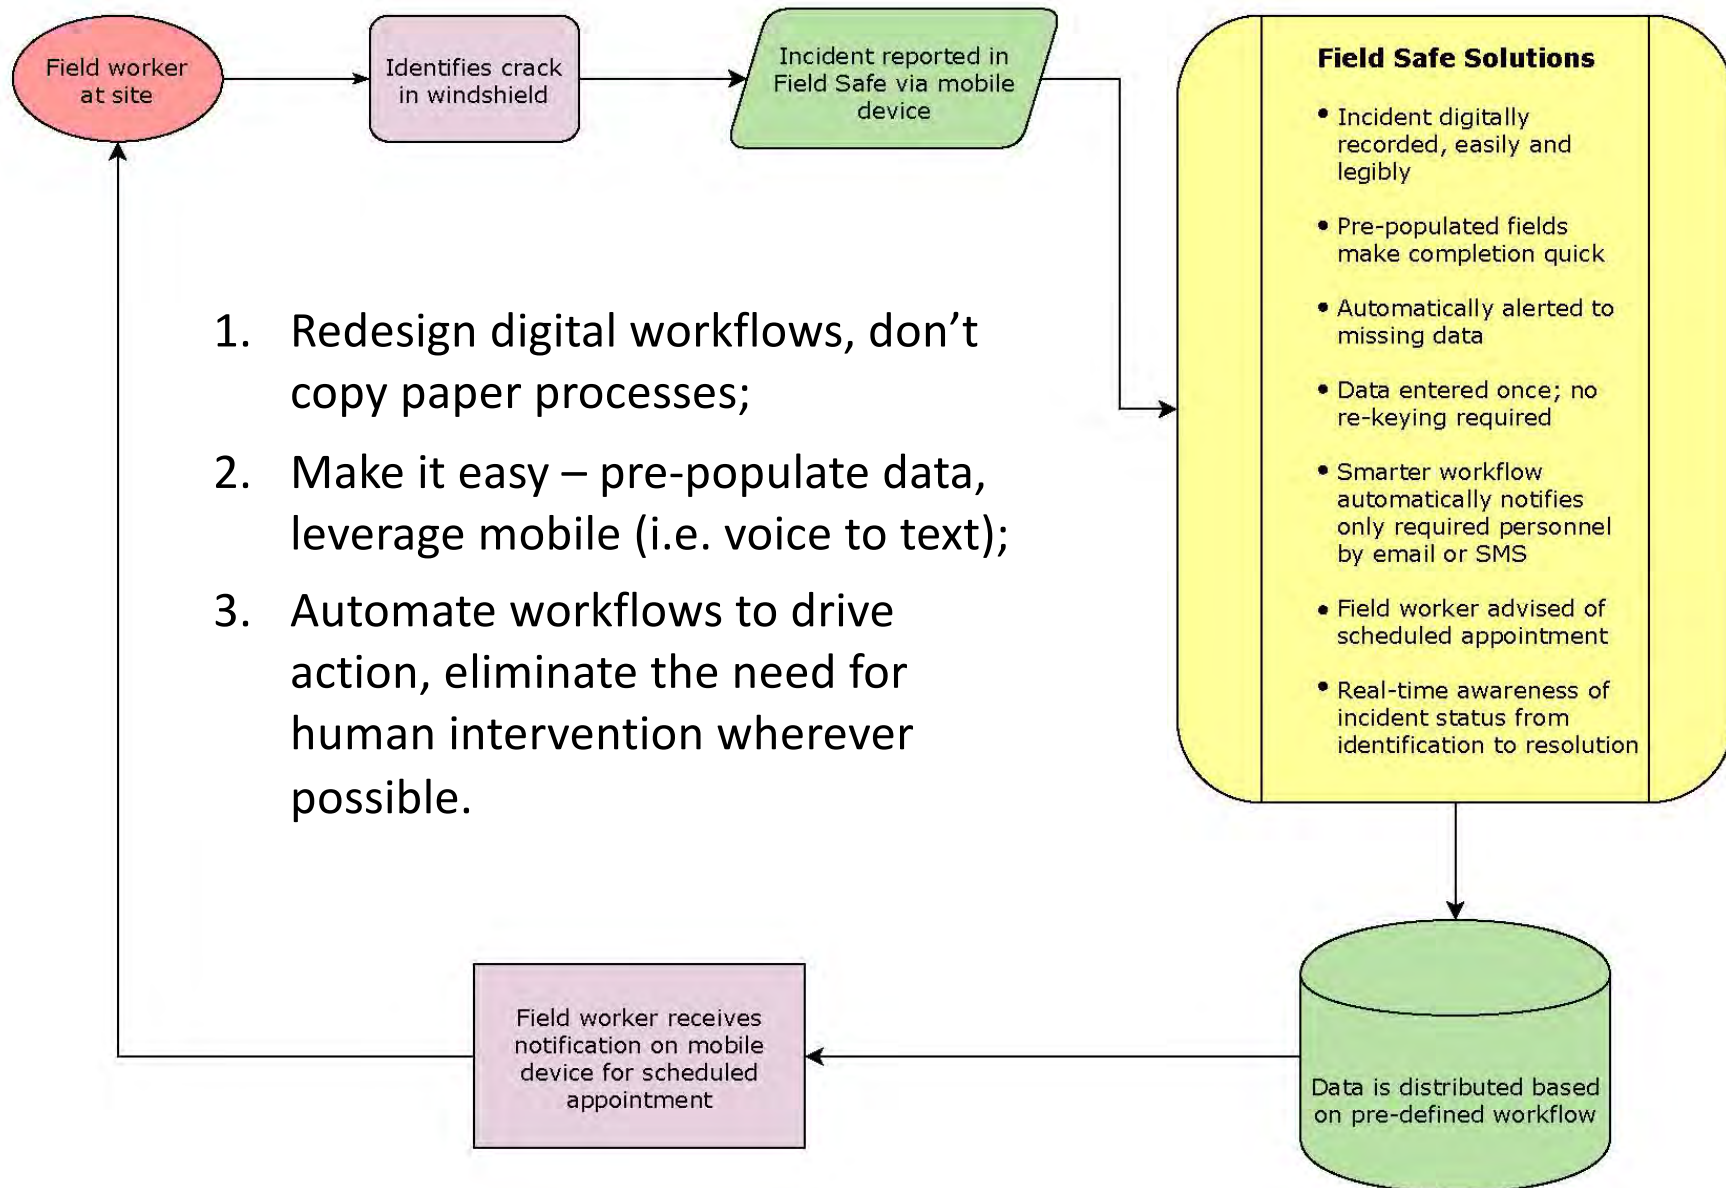 Field worker
at site
Identifies crack
in windshield
Incident reported in
Field Safe via mobile
device
Field Safe Solutions
• Incident digitally
recorded, easily and
legibly
• Pre-populated fields
make completion quick
• Automatically alerted to
missing data
• Data entered once; no
re-keying required
• Smarter workflow
automatically notifies
only required personnel
by email or SMS
• Field worker advised of
scheduled appointment
• Real-time awareness of
incident status from
identification to resolution
1. Redesign digital workflows, don’t
copy paper processes;
2. Make it easy – pre-populate data,
leverage mobile (i.e. voice to text);
3. Automate workflows to drive
action, eliminate the need for
human intervention wherever
possible.
Data is distributed based
on pre-defined workflow
Field worker receives
notification on mobile
device for scheduled
appointment